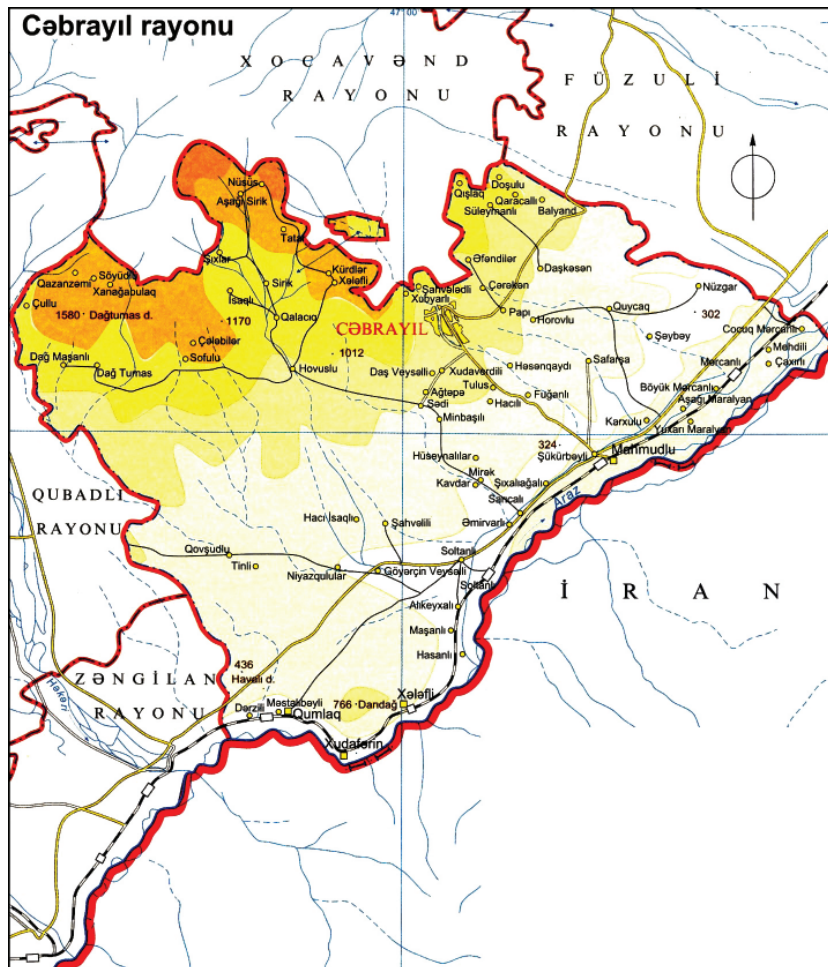 Cəbrayıl rayonu
47°00'
XOCAVƏND
RAYONU
FÜZULİ
RAYONU
Nüsüs
Aşağı Sirik
Tatar
Şıxlar
Kürdlər
Xələfli
Sirik
İsaqlı
Qalacıq
1170
Qazanzəmi
Söyüdlü
Xanağabulaq
Çullu
1580 · Dağtumas d.
Çələbilər
Sofulu
Dağ Maşanlı
Dağ Tumas
Hovuslu
1012
Qışlaq
Doşulu
Qaracallı
Süleymanlı
Balyand
Əfəndilər
Daşkəsən
Şahvələdli
Xubyarlı
Çərəkən
Papı
Horovlu
Quycaq
Nüzgar
302
CƏBRAYIL
Şəybəy
Cocuq Mərcanlı
Mehdili
Çaxırlı
Mərcanlı
Daş Veysəlli
Xudaverdili
Həsənqaydı
Safarşa
Tulus
Ağtəpə
Hacılı
Fuğanlı
Böyük Mərcanlı
Aşağı Maralyan
Sədi
Minbaşılı
Karxulu
Yuxarı Maralyan
324
Şükürbəyli
Mahmudlu
Hüseynalılar
Mirək
Kavdar
Şıxalıağalı
Sarıcalı
Araz
QUBADLI
RAYONU
Hacı İsaqlı
Şahvəlili
Əmirvarlı
Qovşudlu
Tinli
Niyazqulular
Göyərçin Veysəlli
Soltanlı
Soltanlı
Alıkeyxalı
Maşanlı
Hasanlı
İRAN
ZƏNGİLAN
RAYONU
Həkəri
436
Havalı d.
Dərzili
Məstalıbəyli
Qumlaq
766 · Dandağ
Xələfli
Xudafərin